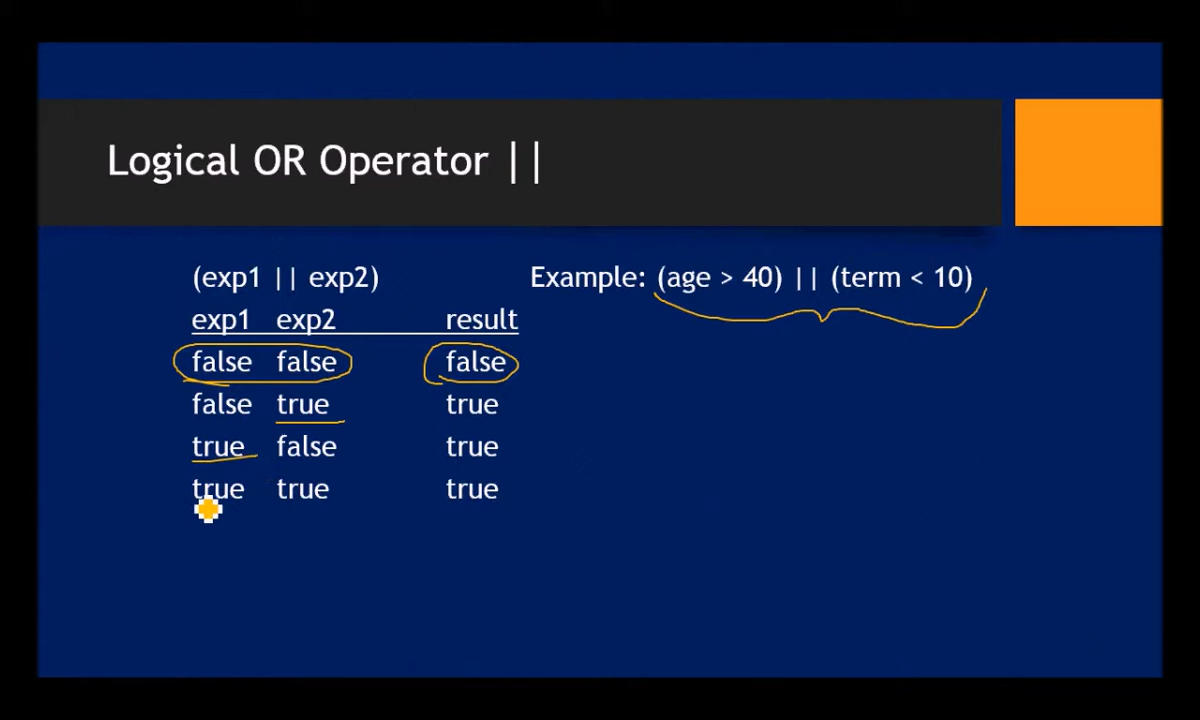 Logical OR Operator ||
(exp1 || exp2)
Example: (age > 40) || (term < 10)
exp1 exp2 result
false false false
false true true
true false true
true true true